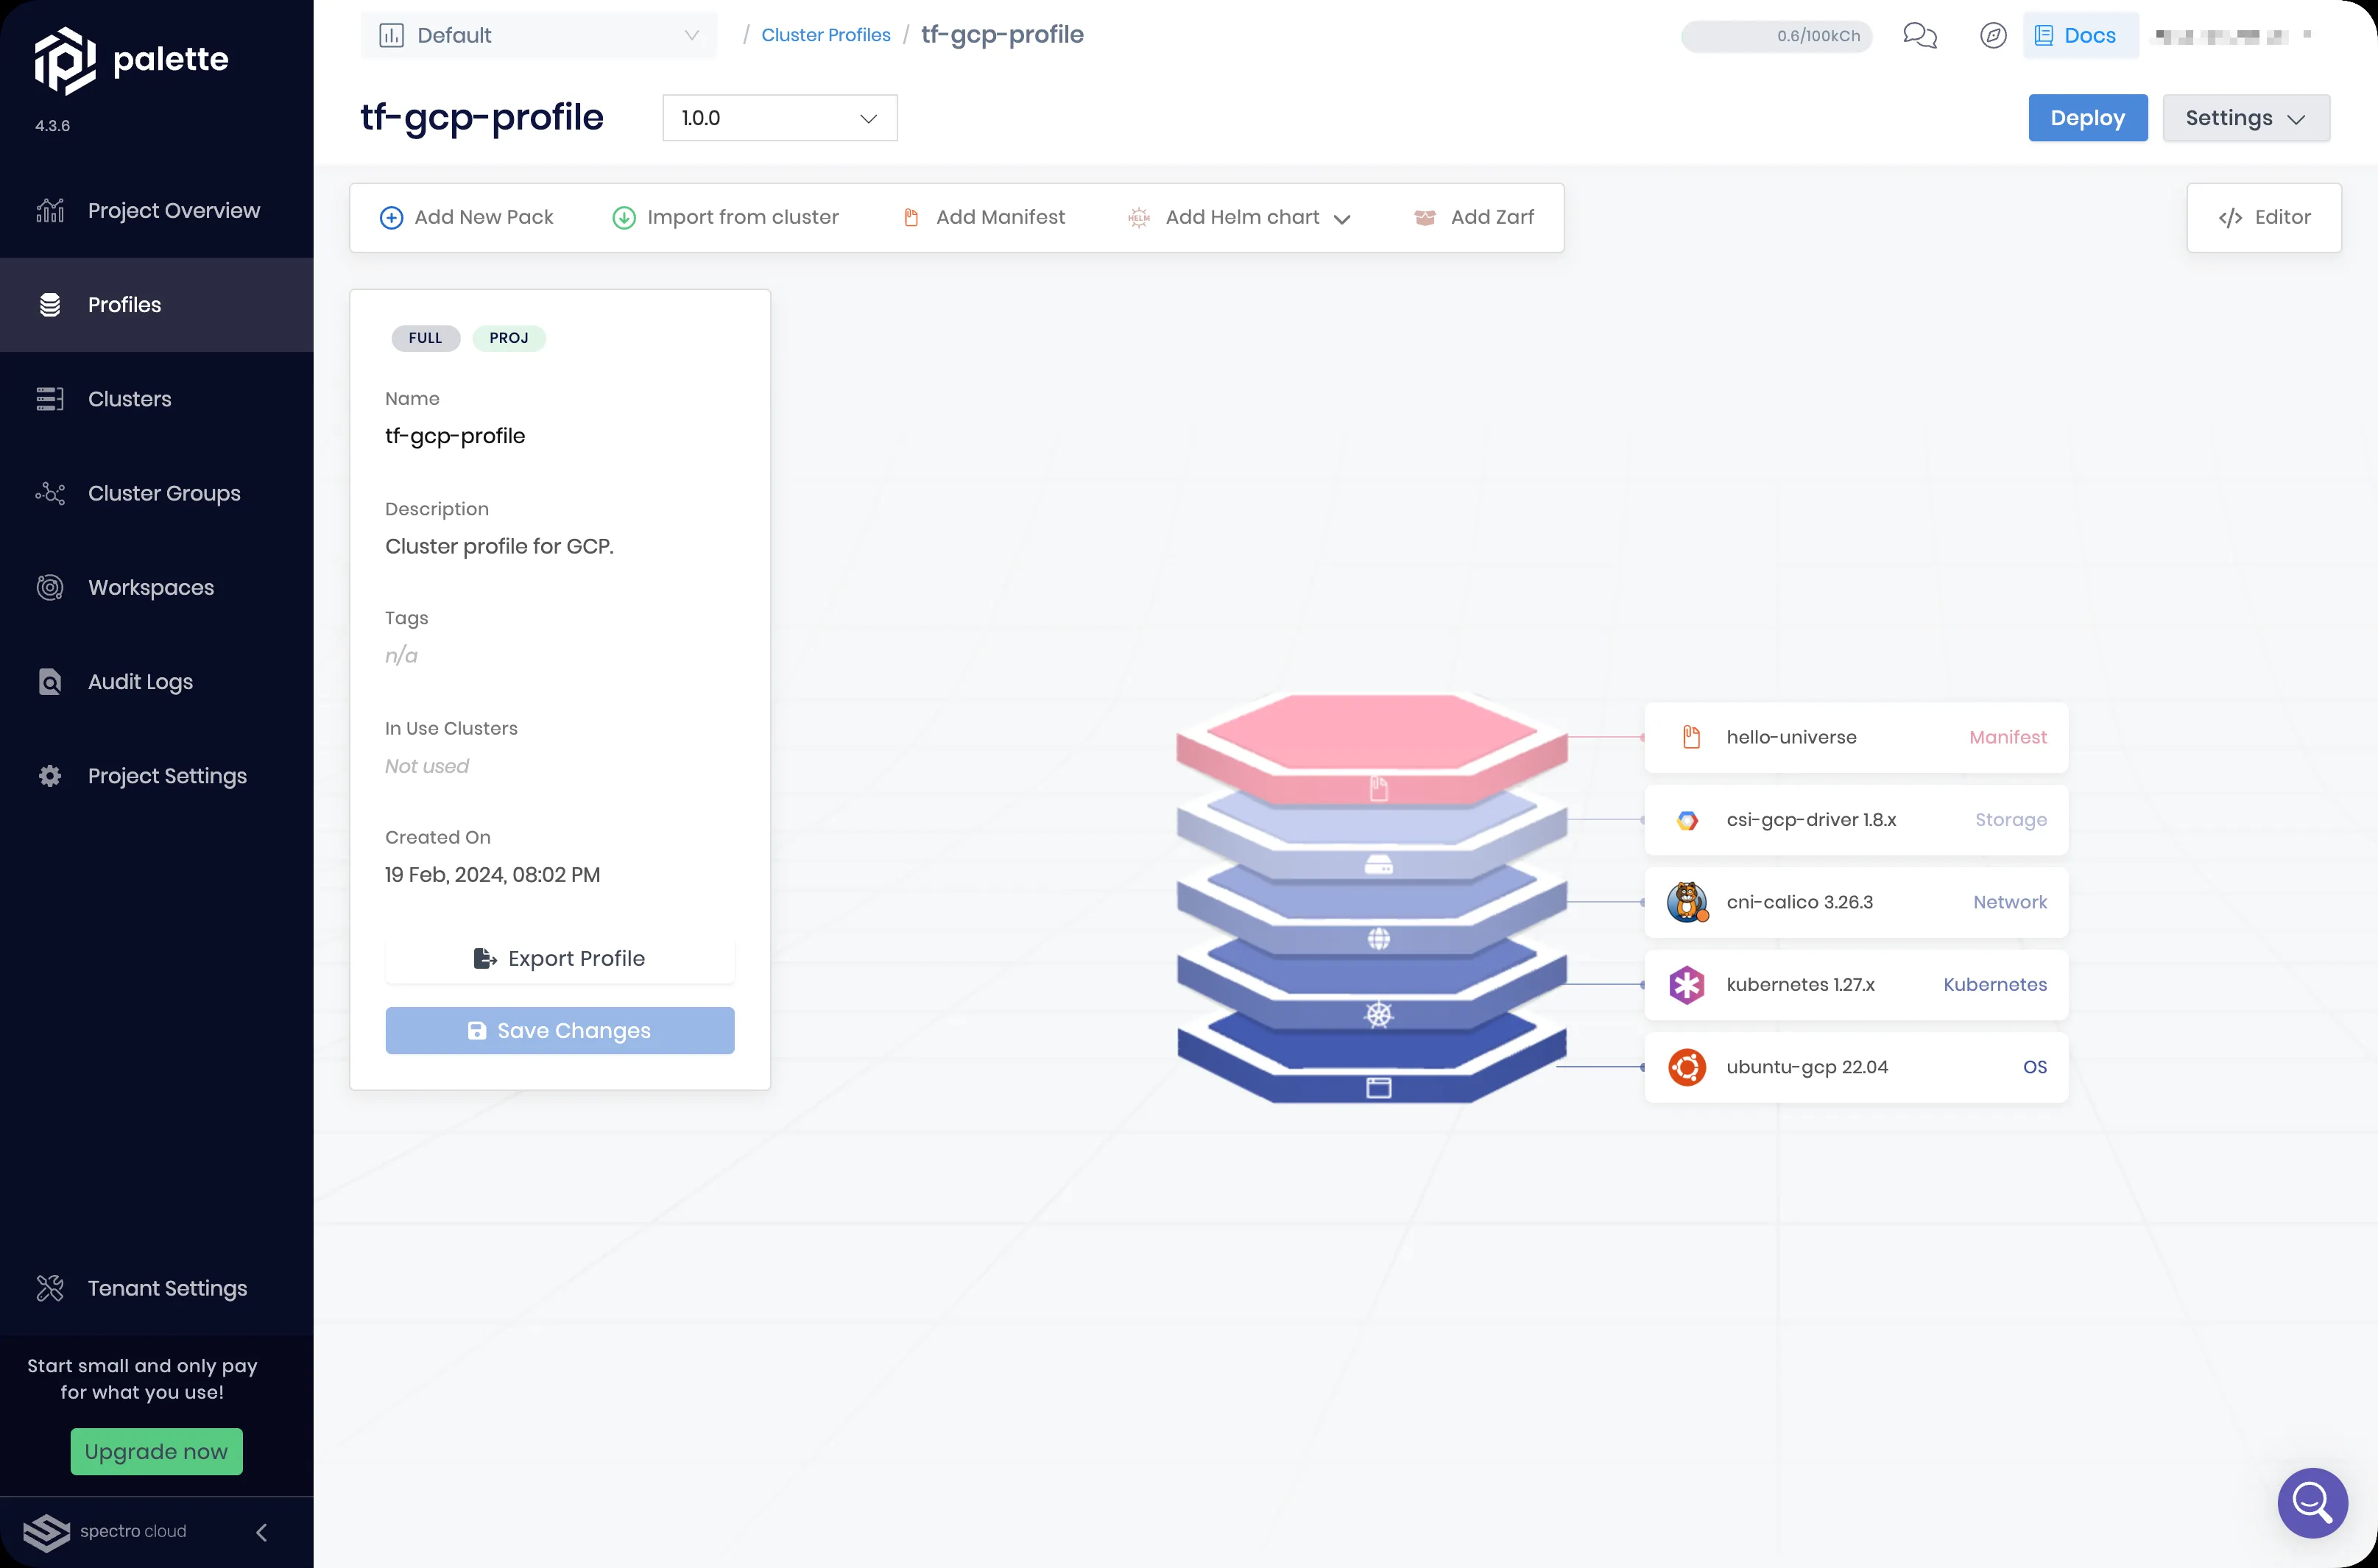 palette
4.3.6
Project Overview
Profiles
Clusters
Cluster Groups
Workspaces
Audit Logs
Project Settings
Tenant Settings
Start small and only pay
for what you use!
Upgrade now
spectro cloud
Default
/ Cluster Profiles / tf-gcp-profile
0.6/100kCh
Docs
tf-gcp-profile
1.0.0
Deploy
Settings
Add New Pack
Import from cluster
Add Manifest
HELM
Add Helm chart
Add Zarf
</> Editor
FULL
PROJ
Name
tf-gcp-profile
Description
Cluster profile for GCP.
Tags
n/a
In Use Clusters
Not used
Created On
19 Feb, 2024, 08:02 PM
Export Profile
Save Changes
hello-universe Manifest
csi-gcp-driver 1.8.x Storage
cni-calico 3.26.3 Network
kubernetes 1.27.x Kubernetes
ubuntu-gcp 22.04 OS